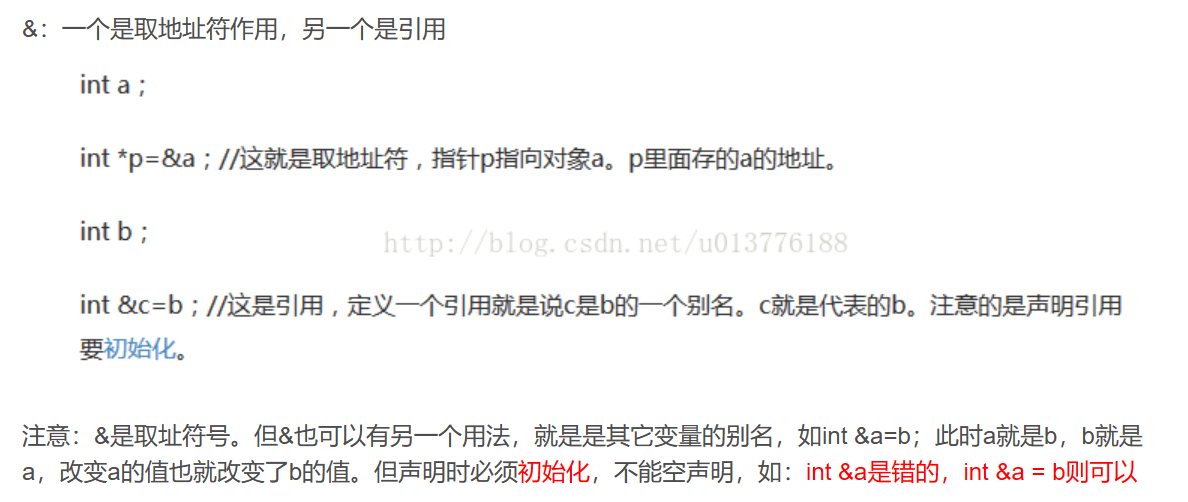 &：一个是取地址符作用，另一个是引用
int a；
int *p=&a；//这就是取地址符，指针p指向对象a。p里面存的a的地址。
int b；
http://blog.csdn.net/u013776188
int &c=b；//这是引用，定义一个引用就是说c是b的一个别名。c就是代表的b。注意的是声明引用
要初始化。
注意：&是取址符号。但&也可以有另一个用法，就是是其它变量的别名，如int &a=b；此时a就是b，b就是
a，改变a的值也就改变了b的值。但声明时必须初始化，不能空声明，如：int &a是错的，int &a = b则可以